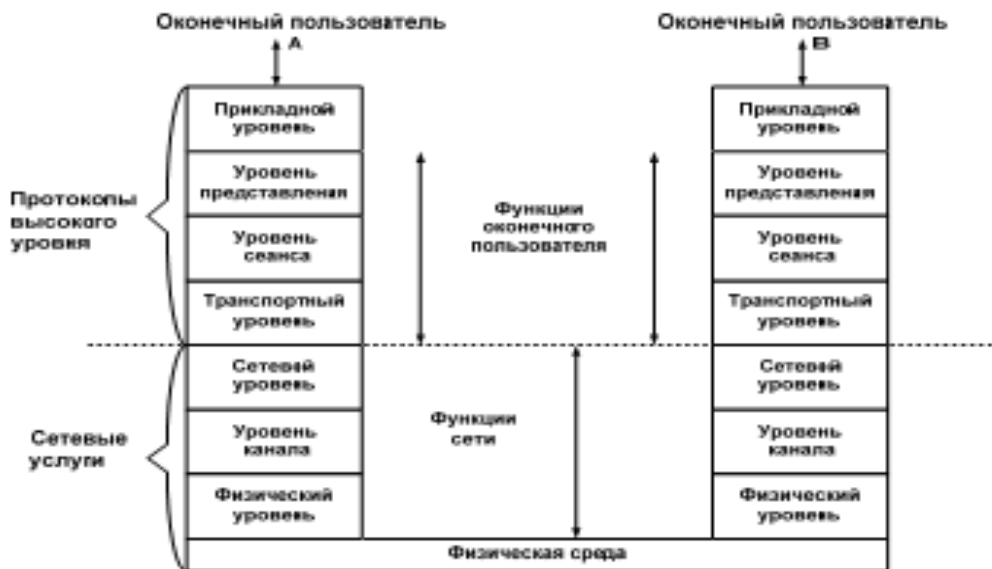 Оконечный пользователь
A
Оконечный пользователь
B
Прикладной
уровень
Прикладной
уровень
Уровень
представления
Уровень
представления
Протоколы
высокого
уровня
Функции
оконечного
пользователя
Уровень
сеанса
Уровень
сеанса
Транспортный
уровень
Транспортный
уровень
Сетевой
уровень
Сетевой
уровень
Функции
сети
Сетевые
услуги
Уровень
канала
Уровень
канала
Физический
уровень
Физический
уровень
Физическая среда